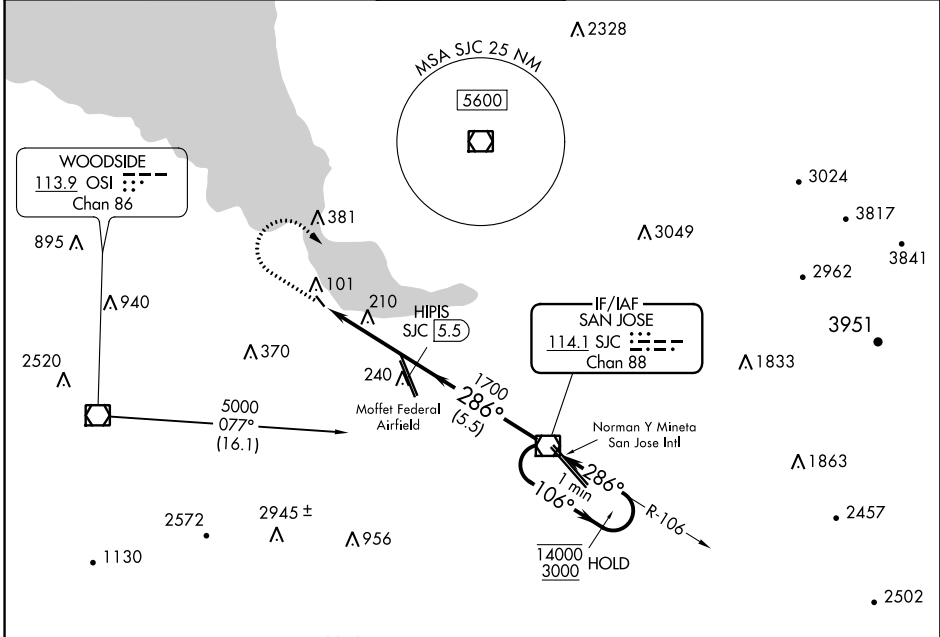 2328
MSA SJC 25 NM
5600
WOODSIDE
113.9 OSI
Chan 86
3024
381
3817
895
3049
3841
2962
101
940
210
HIPIS
SJC 5.5
IF/IAF
SAN JOSE
114.1 SJC
Chan 88
3951
370
2520
240
1833
Moffet Federal
Airfield
1700
286°
(5.5)
5000
077°
(16.1)
Norman Y Mineta
San Jose Intl
286°
1 min
106°
R-106
1863
2457
2572
2945 ±
956
14000
3000
HOLD
1130
2502